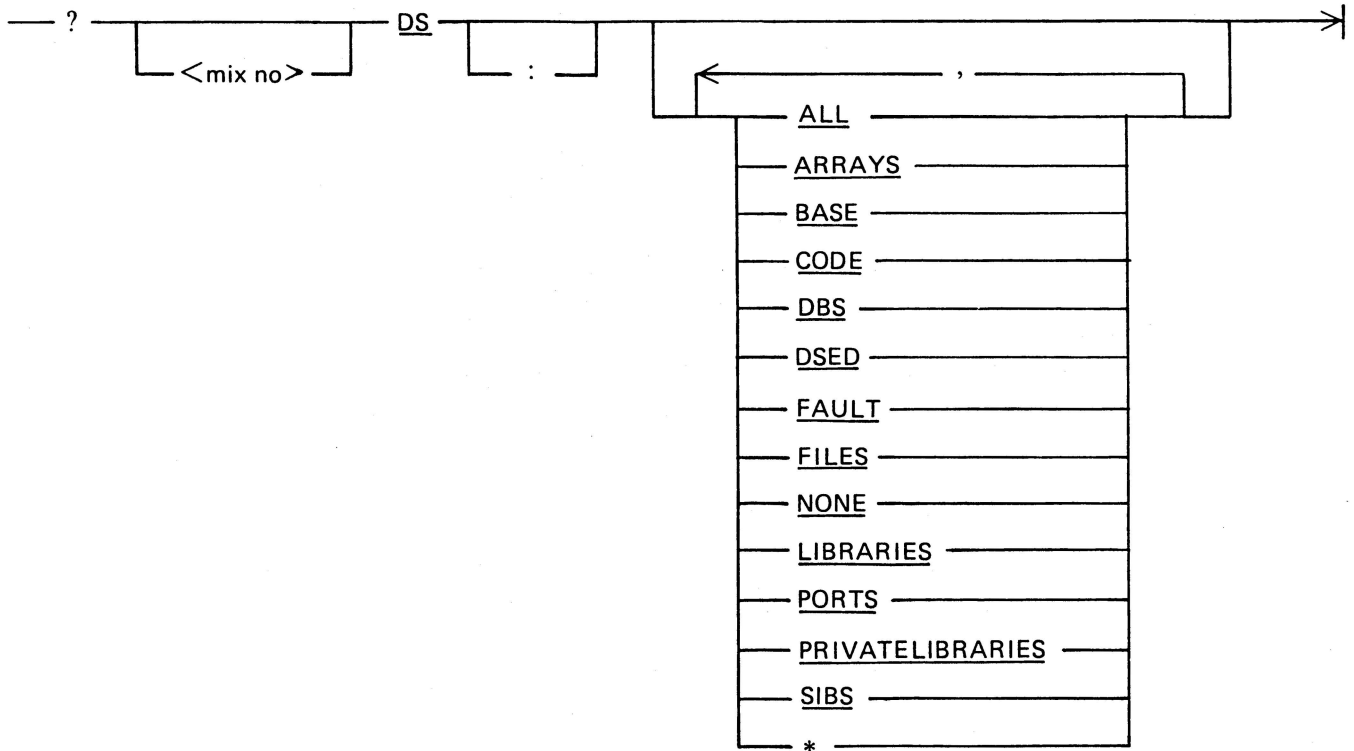 ? DS
<mix no> :
,
ALL
ARRAYS
BASE
CODE
DBS
DSED
FAULT
FILES
NONE
LIBRARIES
PORTS
PRIVATELIBRARIES
SIBS
*